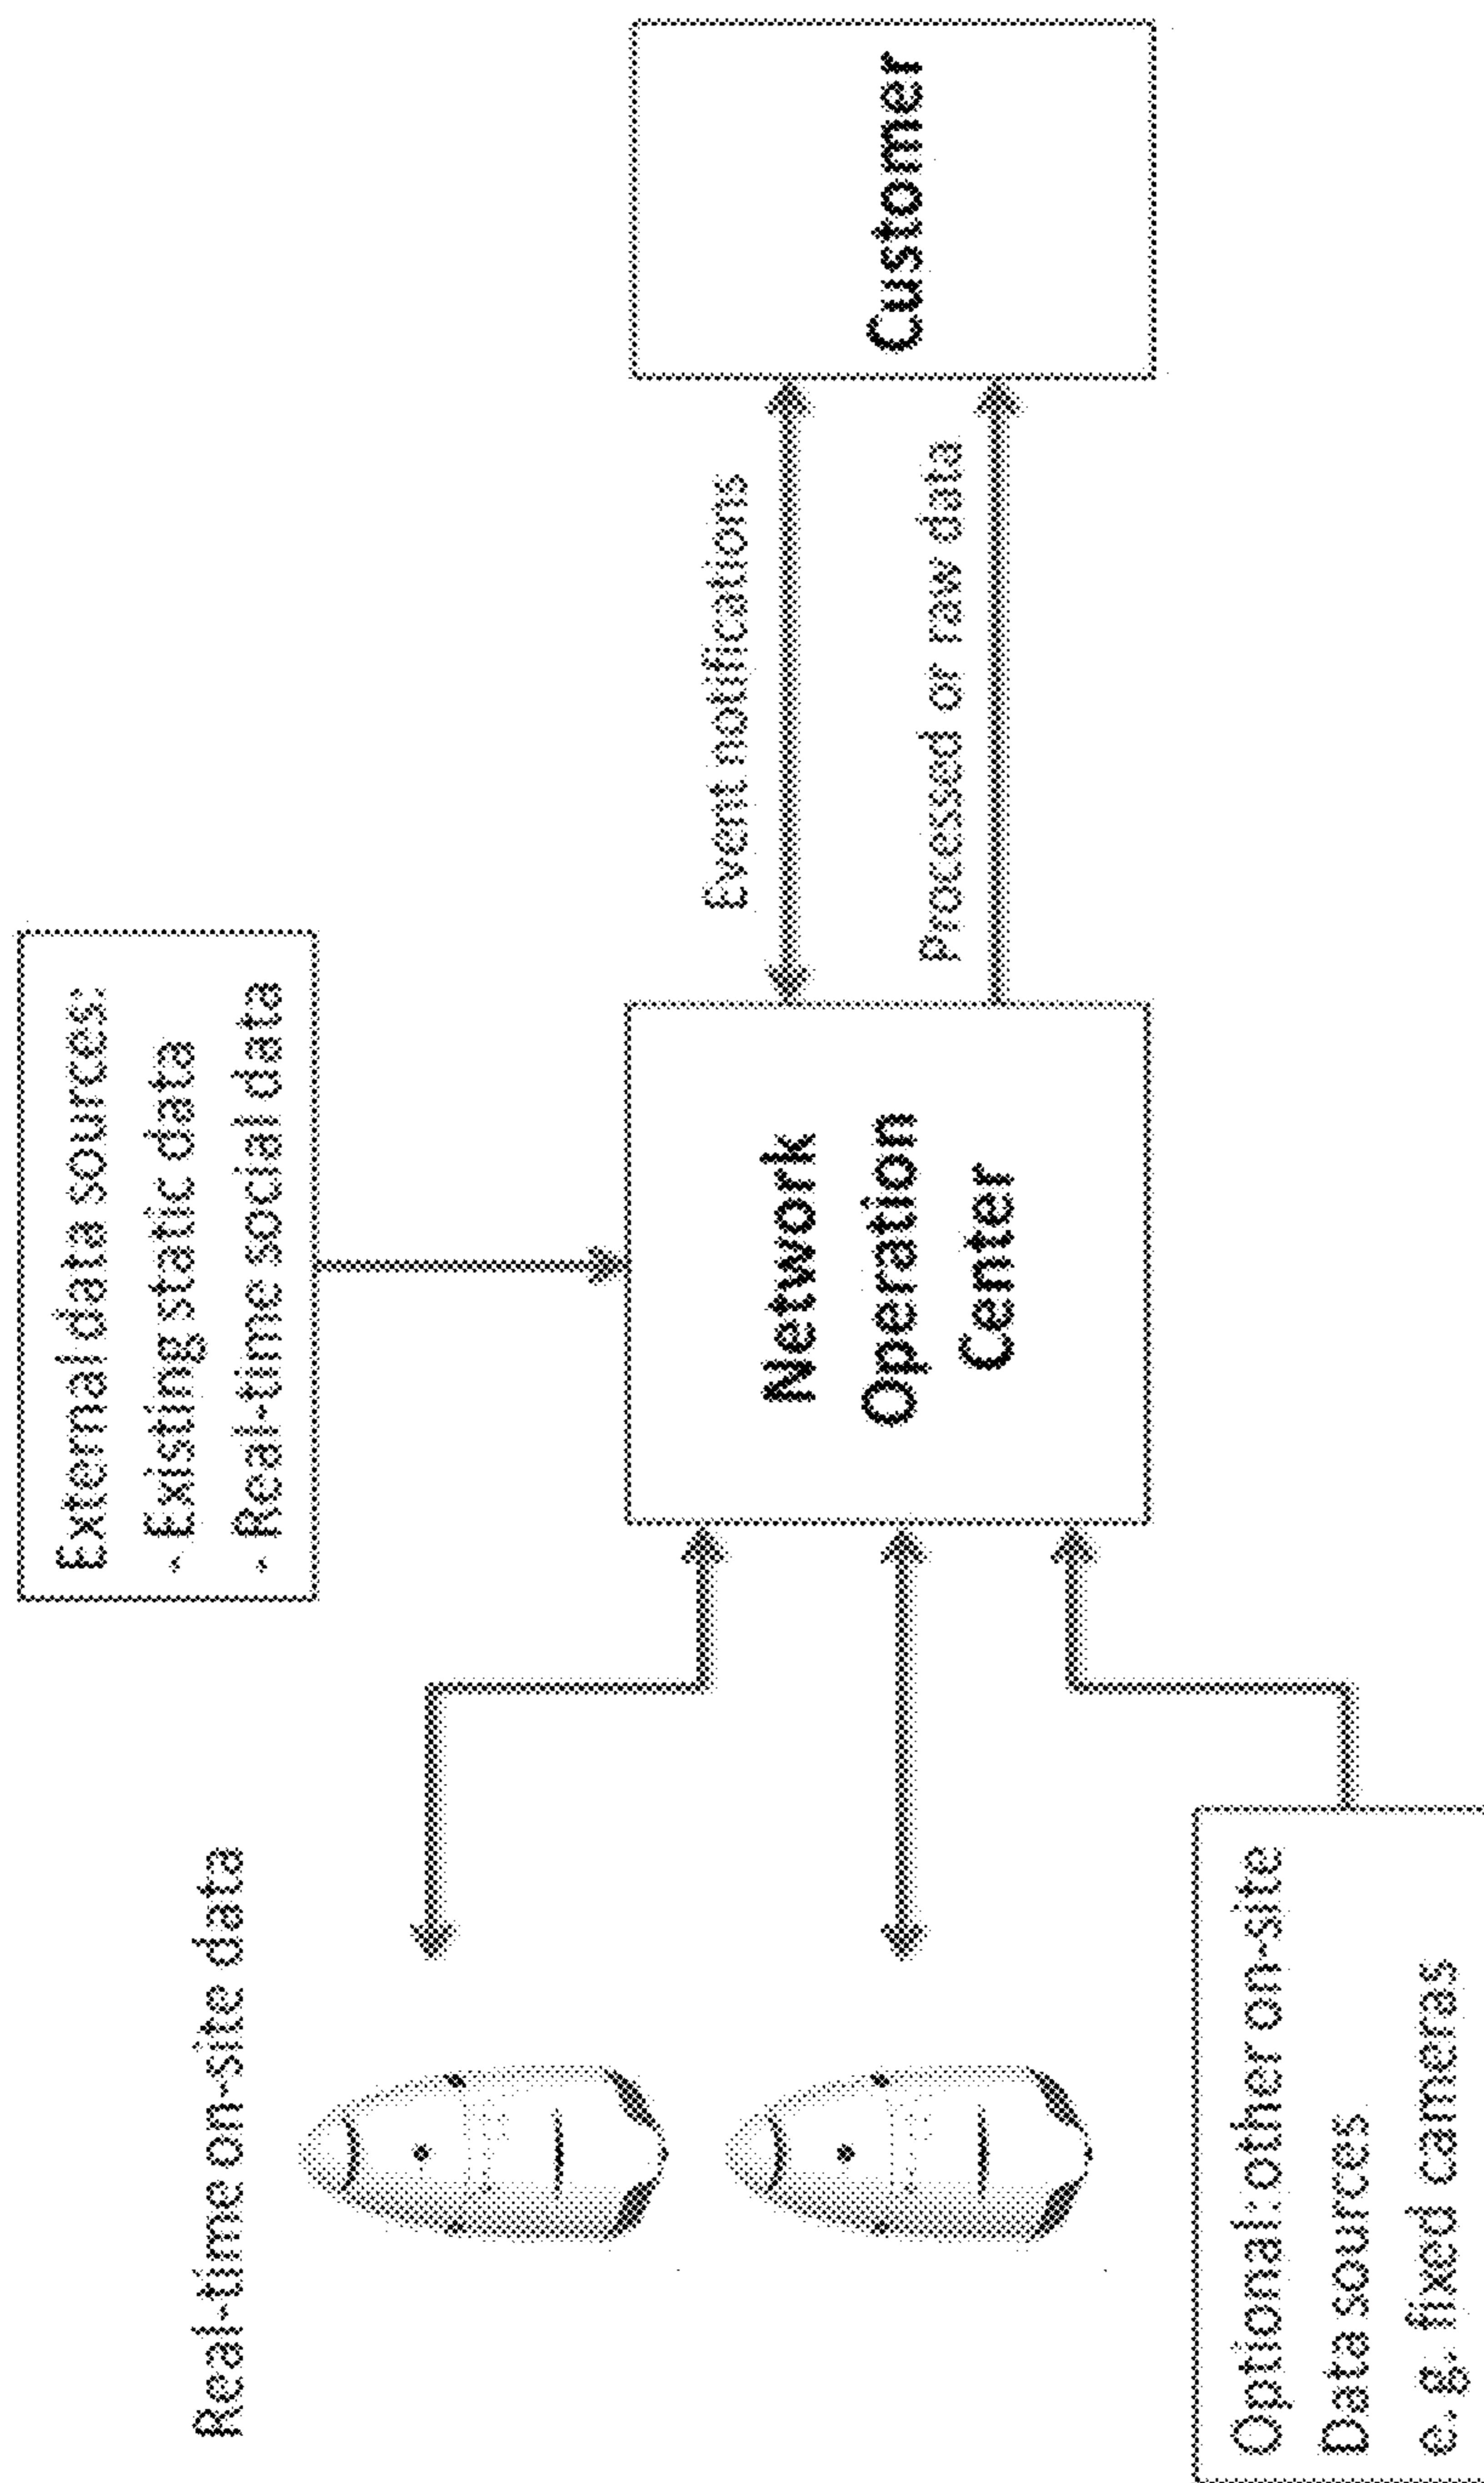 External data sources:
- Existing static data
- Real-time social data
Real-time on-site data
Network
Operation
Center
Event notifications
Processed or raw data
Customer
Optional: other on-site
Data sources
e. g. fixed cameras